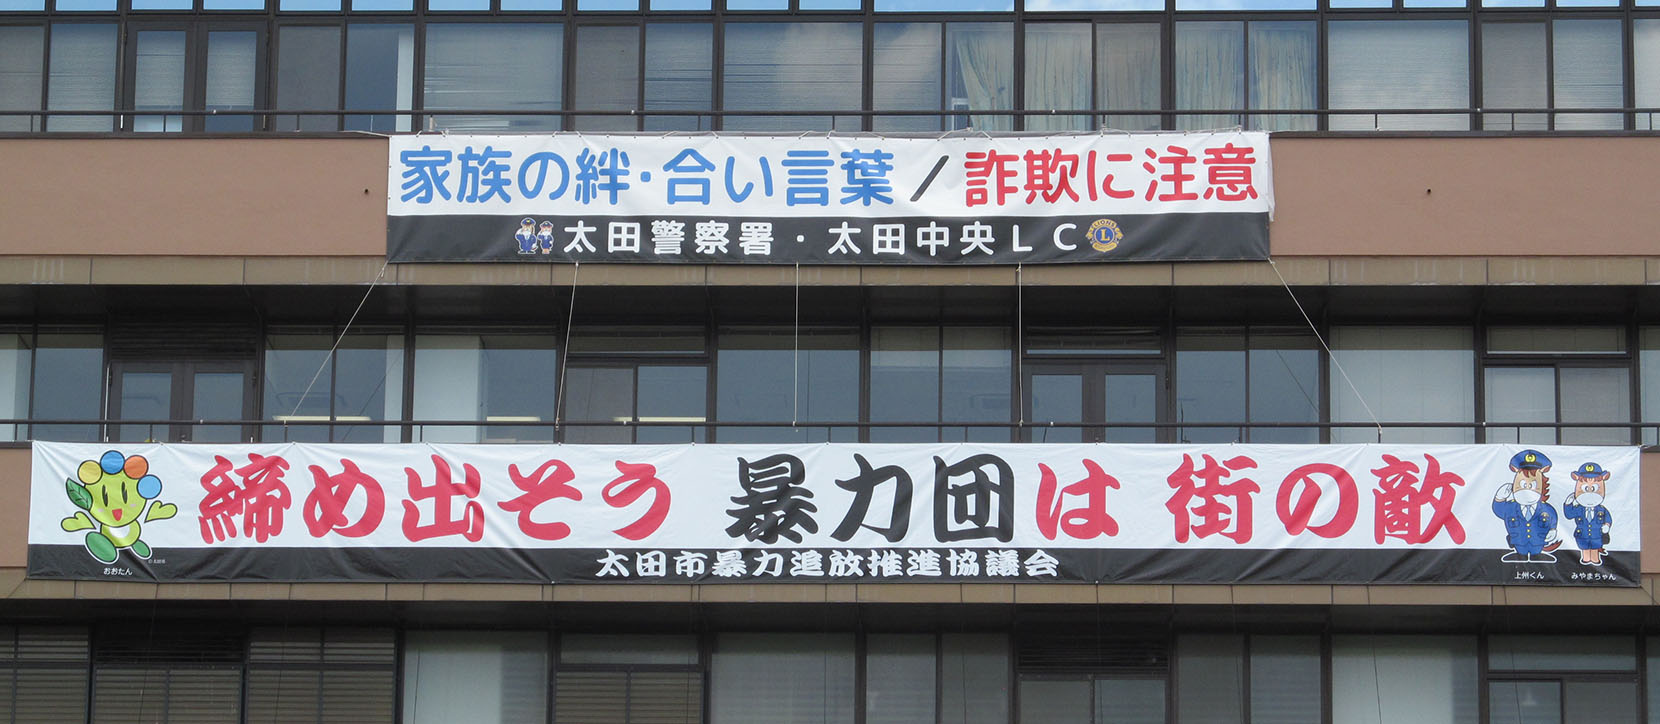 家族の絆・合い言葉／詐欺に注意
太田警察署・太田中央LC
締め出そう 暴力団は 街の敵
太田市暴力追放推進協議会
おおたん
上州くん
みやまちゃん